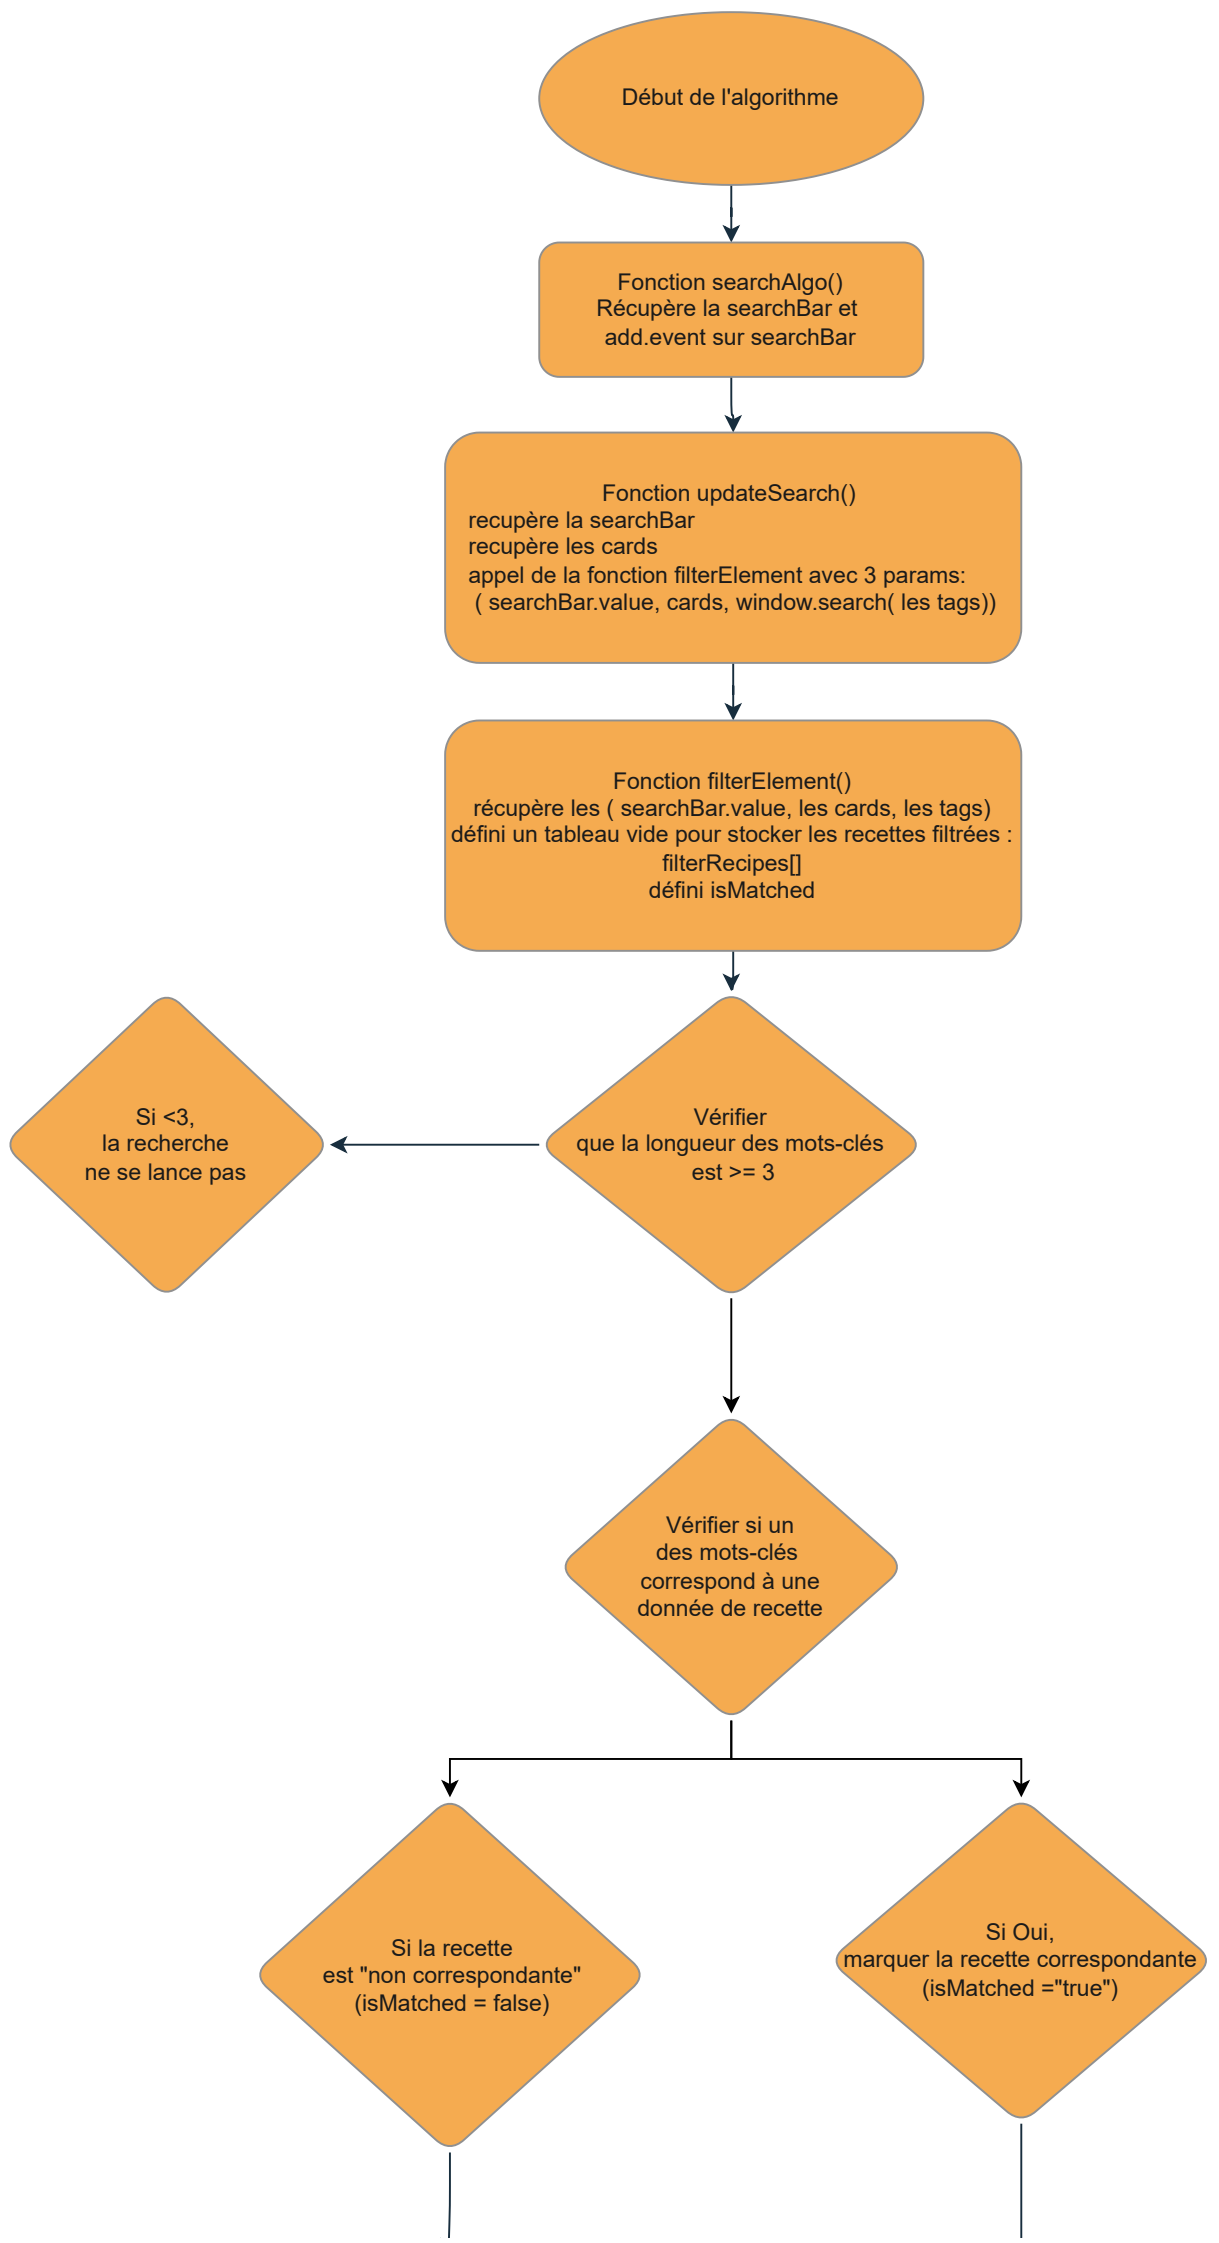 Début de l'algorithme
Fonction searchAlgo()
Récupère la searchBar et
add.event sur searchBar
Fonction updateSearch()
recupère la searchBar
recupère les cards
appel de la fonction filterElement avec 3 params:
( searchBar.value, cards, window.search( les tags))
Fonction filterElement()
récupère les ( searchBar.value, les cards, les tags)
défini un tableau vide pour stocker les recettes filtrées :
filterRecipes[]
défini isMatched
Si <3,
la recherche
ne se lance pas
Vérifier
que la longueur des mots-clés
est >= 3
Vérifier si un
des mots-clés
correspond à une
donnée de recette
Si la recette
est "non correspondante"
(isMatched = false)
Si Oui,
marquer la recette correspondante
(isMatched ="true")